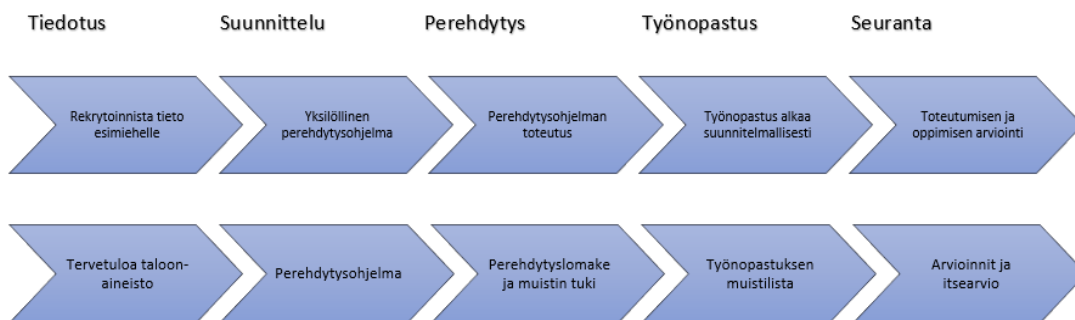 Tiedotus Suunnittelu Perehdytys Työnopastus Seuranta
Rekrytoinnista tieto
esimiehelle
Yksilöllinen
perehdytysohjelma
Perehdytysohjelman
toteutus
Työnopastus alkaa
suunnitelmallisesti
Toteutumisen ja
oppimisen arviointi
Tervetuloa taloon-
aineisto
Perehdytysohjelma
Perehdytyslomake
ja muistin tuki
Työnopastuksen
muistilista
Arvioinnit ja
itsearvio